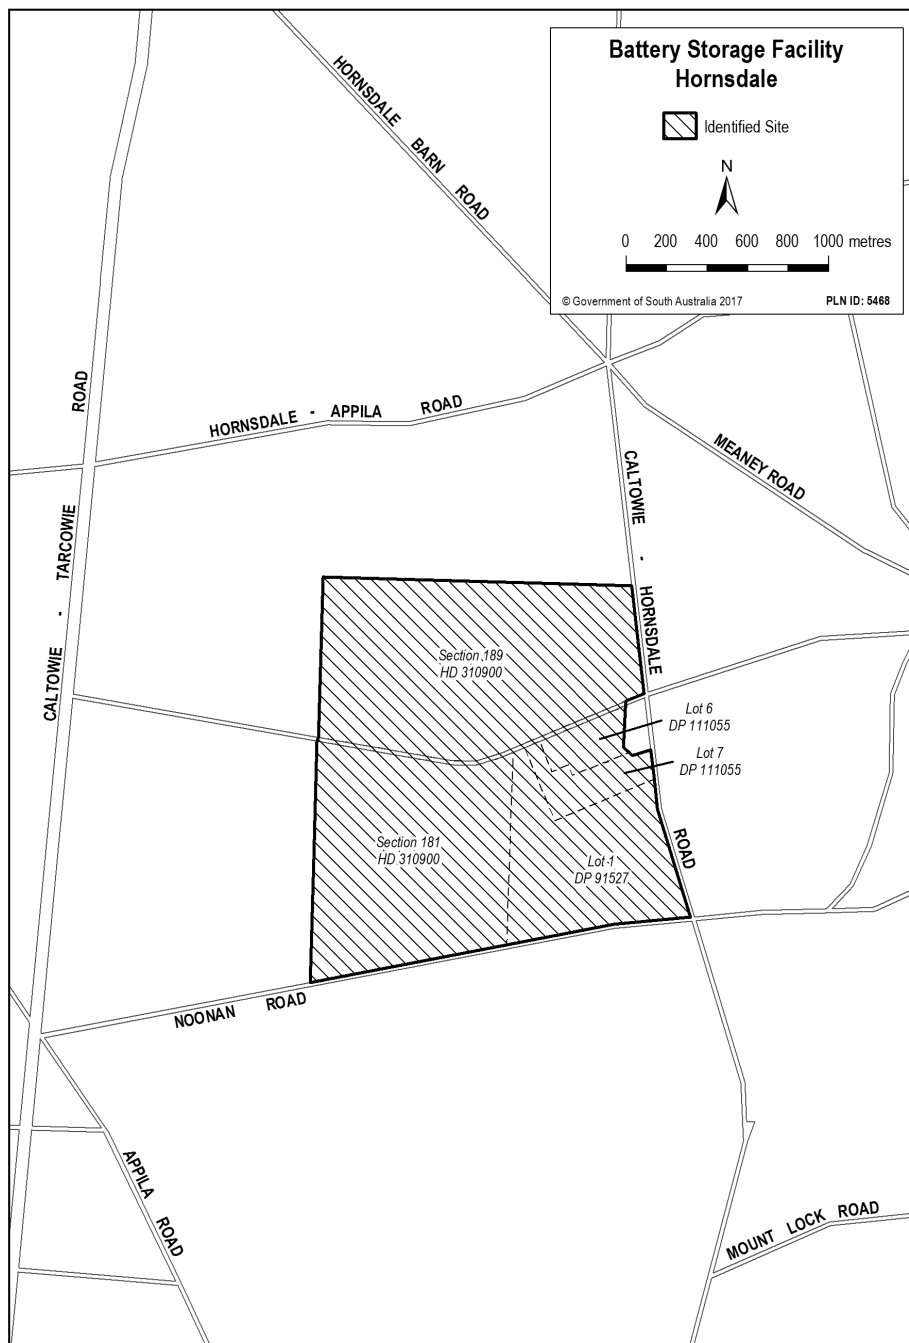 Battery Storage Facility
Hornsdale
Identified Site
N
0 200 400 600 800 1000 metres
© Government of South Australia 2017 PLN ID: 5468
HORNSDALE BARN ROAD
HORNSDALE - APPILA ROAD
CALTOWIE - TARCOWIE ROAD
CALTOWIE - HORNSDALE ROAD
MEANEY ROAD
Section 189
HD 310900
Lot 6
DP 111055
Lot 7
DP 111055
Section 181
HD 310900
Lot 1
DP 91527
NOONAN ROAD
APPILA ROAD
MOUNT LOCK ROAD